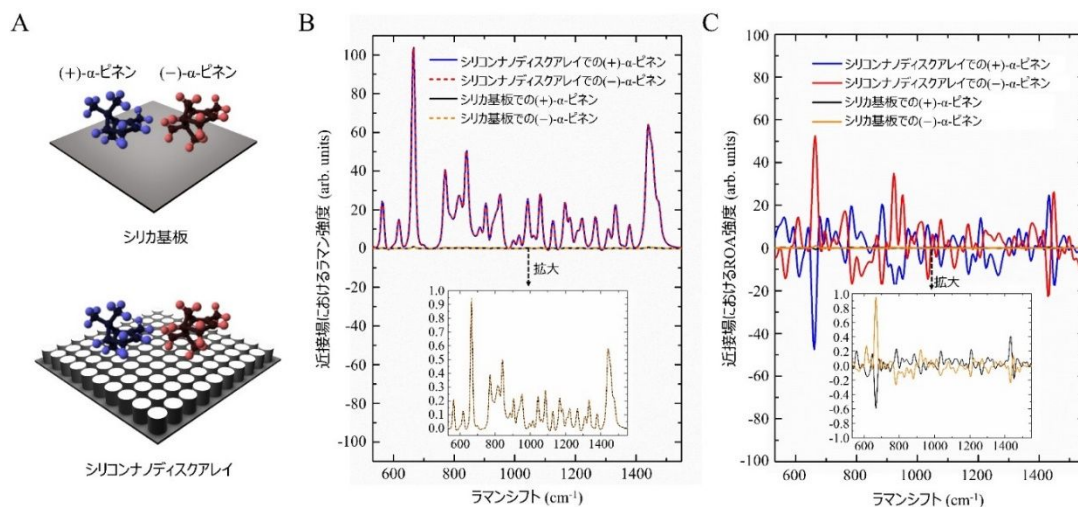 A
(+)-α-ピネン
(−)-α-ピネン
シリカ基板
シリコンナノディスクアレイ
B
近接場におけるラマン強度 (arb. units)
100
80
60
40
20
0
-20
-40
-60
-80
-100
シリコンナノディスクアレイでの(+)-α-ピネン
シリコンナノディスクアレイでの(−)-α-ピネン
シリカ基板での(+)-α-ピネン
シリカ基板での(−)-α-ピネン
拡大
1.0
0.9
0.8
0.7
0.6
0.5
0.4
0.3
0.2
0.1
0.0
600 800 1000 1200 1400
600 800 1000 1200 1400
ラマンシフト (cm⁻¹)
C
近接場におけるROA強度 (arb. units)
100
80
60
40
20
0
-20
-40
-60
-80
-100
シリコンナノディスクアレイでの(+)-α-ピネン
シリコンナノディスクアレイでの(−)-α-ピネン
シリカ基板での(+)-α-ピネン
シリカ基板での(−)-α-ピネン
拡大
1.0
0.8
0.6
0.4
0.2
0.0
-0.2
-0.4
-0.6
-0.8
-1.0
600 800 1000 1200 1400
600 800 1000 1200 1400
ラマンシフト (cm⁻¹)